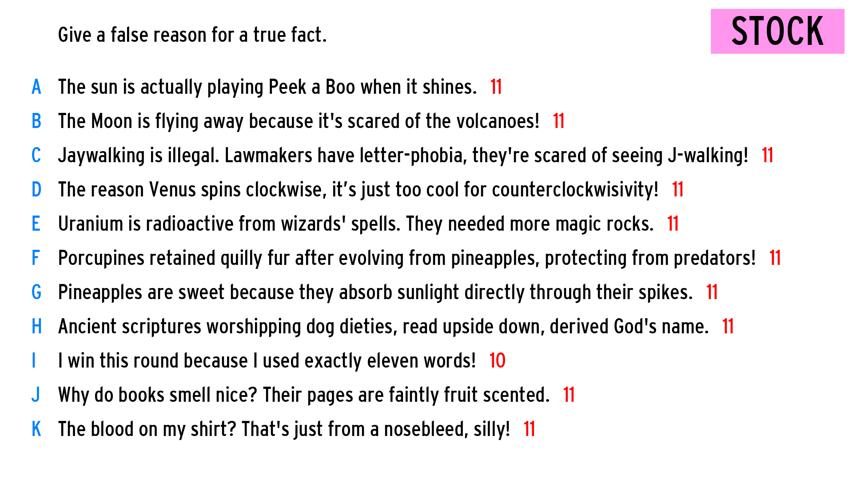 Give a false reason for a true fact.
STOCK
A The sun is actually playing Peek a Boo when it shines. 11
B The Moon is flying away because it's scared of the volcanoes! 11
C Jaywalking is illegal. Lawmakers have letter-phobia, they're scared of seeing J-walking! 11
D The reason Venus spins clockwise, it’s just too cool for counterclockwisivity! 11
E Uranium is radioactive from wizards' spells. They needed more magic rocks. 11
F Porcupines retained quilly fur after evolving from pineapples, protecting from predators! 11
G Pineapples are sweet because they absorb sunlight directly through their spikes. 11
H Ancient scriptures worshipping dog dieties, read upside down, derived God's name. 11
I I win this round because I used exactly eleven words! 10
J Why do books smell nice? Their pages are faintly fruit scented. 11
K The blood on my shirt? That's just from a nosebleed, silly! 11